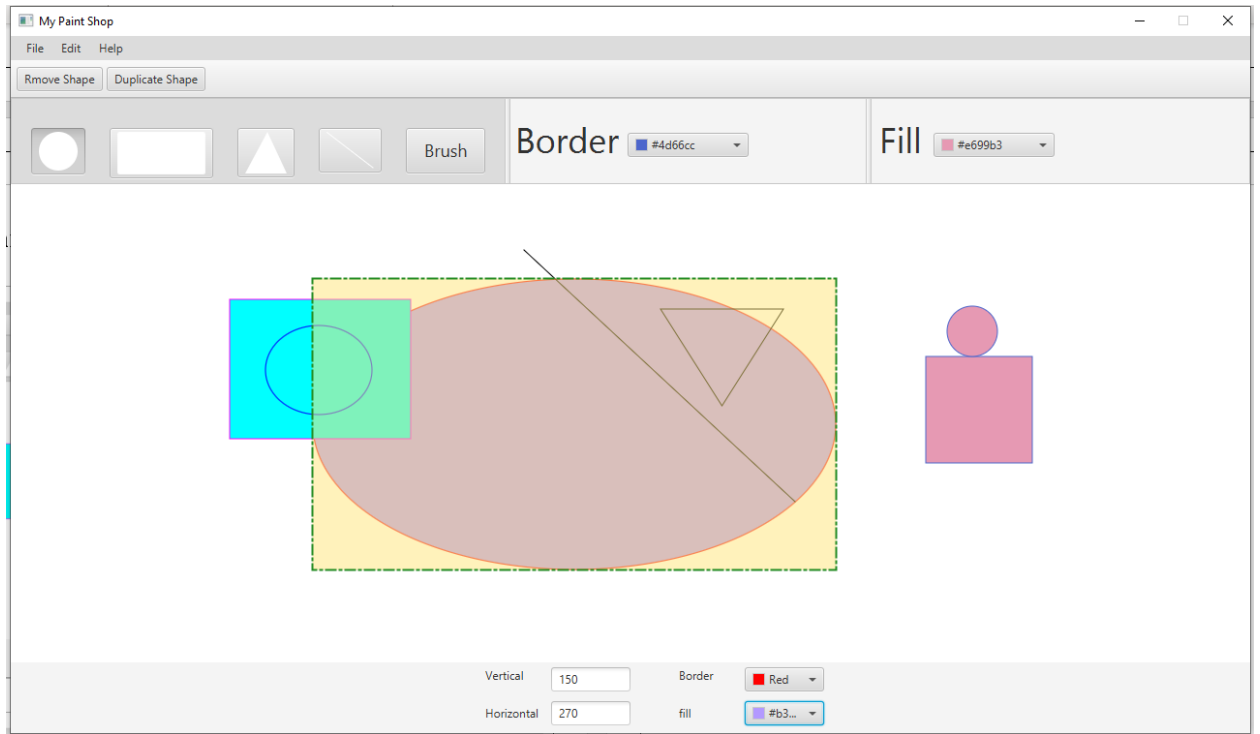 My Paint Shop
File Edit Help
Rmove Shape Duplicate Shape
Brush Border #4d66cc Fill #e699b3
Vertical 150 Border Red
Horizontal 270 fill #b3...